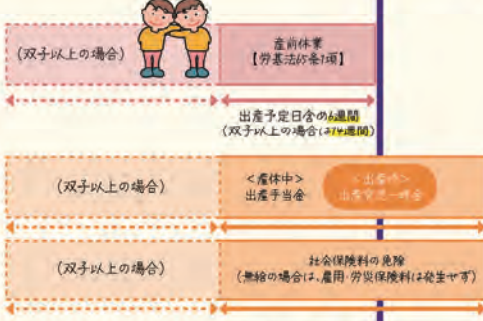 (双子以上の場合)
産前休業
【労基法65条1項】
出産予定日含め6週間
(双子以上の場合は14週間)
(双子以上の場合)
<産休中>
出産手当金
<出産時>
出産育児一時金
(双子以上の場合)
社会保険料の免除
(無給の場合は、雇用・労災保険料は発生せず)